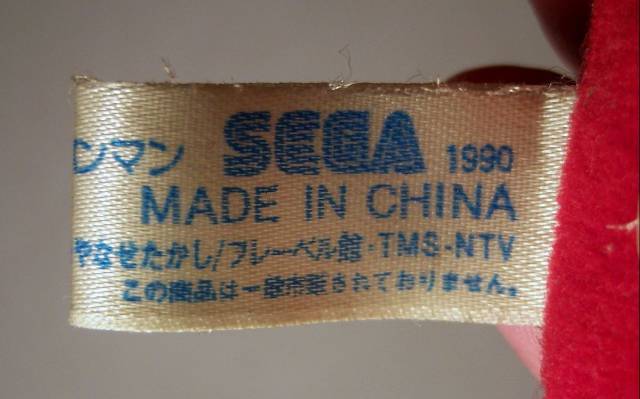 ンマン SEGA 1990
MADE IN CHINA
やなせたかし/フレーベル館・TMS-NTV
この商品は一般市販されておりません。